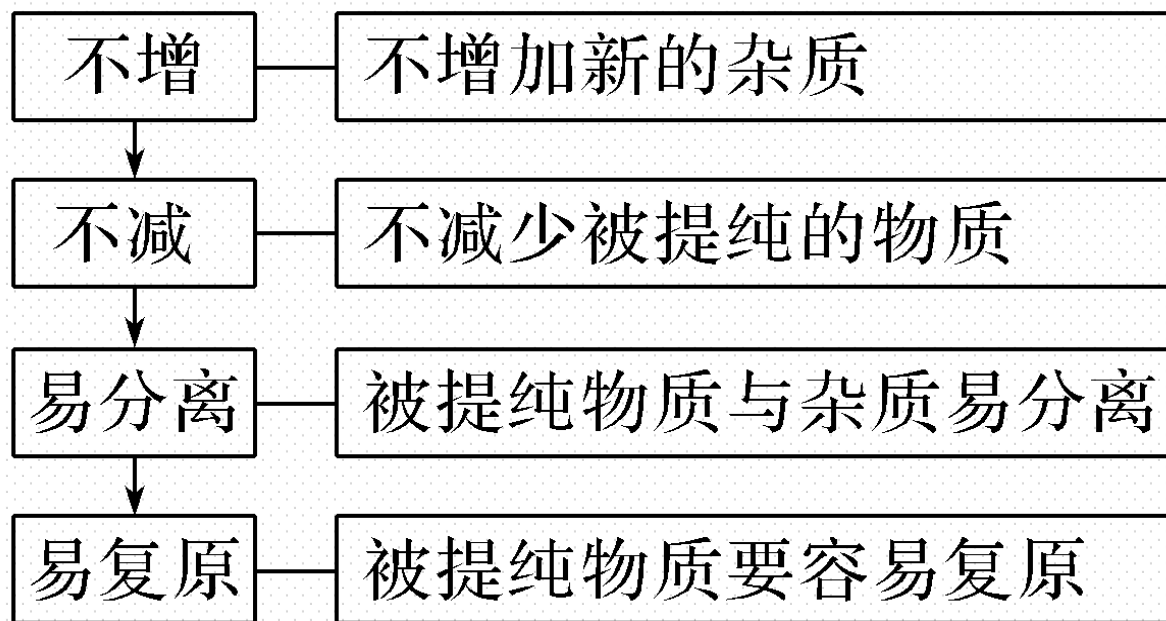 不增 不增加新的杂质
不减 不减少被提纯的物质
易分离 被提纯物质与杂质易分离
易复原 被提纯物质要容易复原